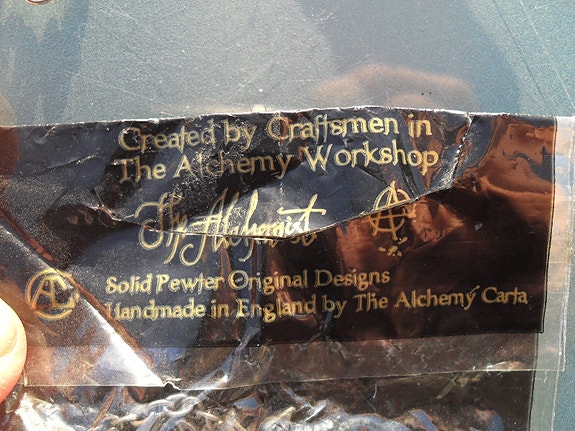 Created by Craftsmen in
The Alchemy Workshop
The Alchemist
Solid Pewter Original Designs
Handmade in England by The Alchemy Carta